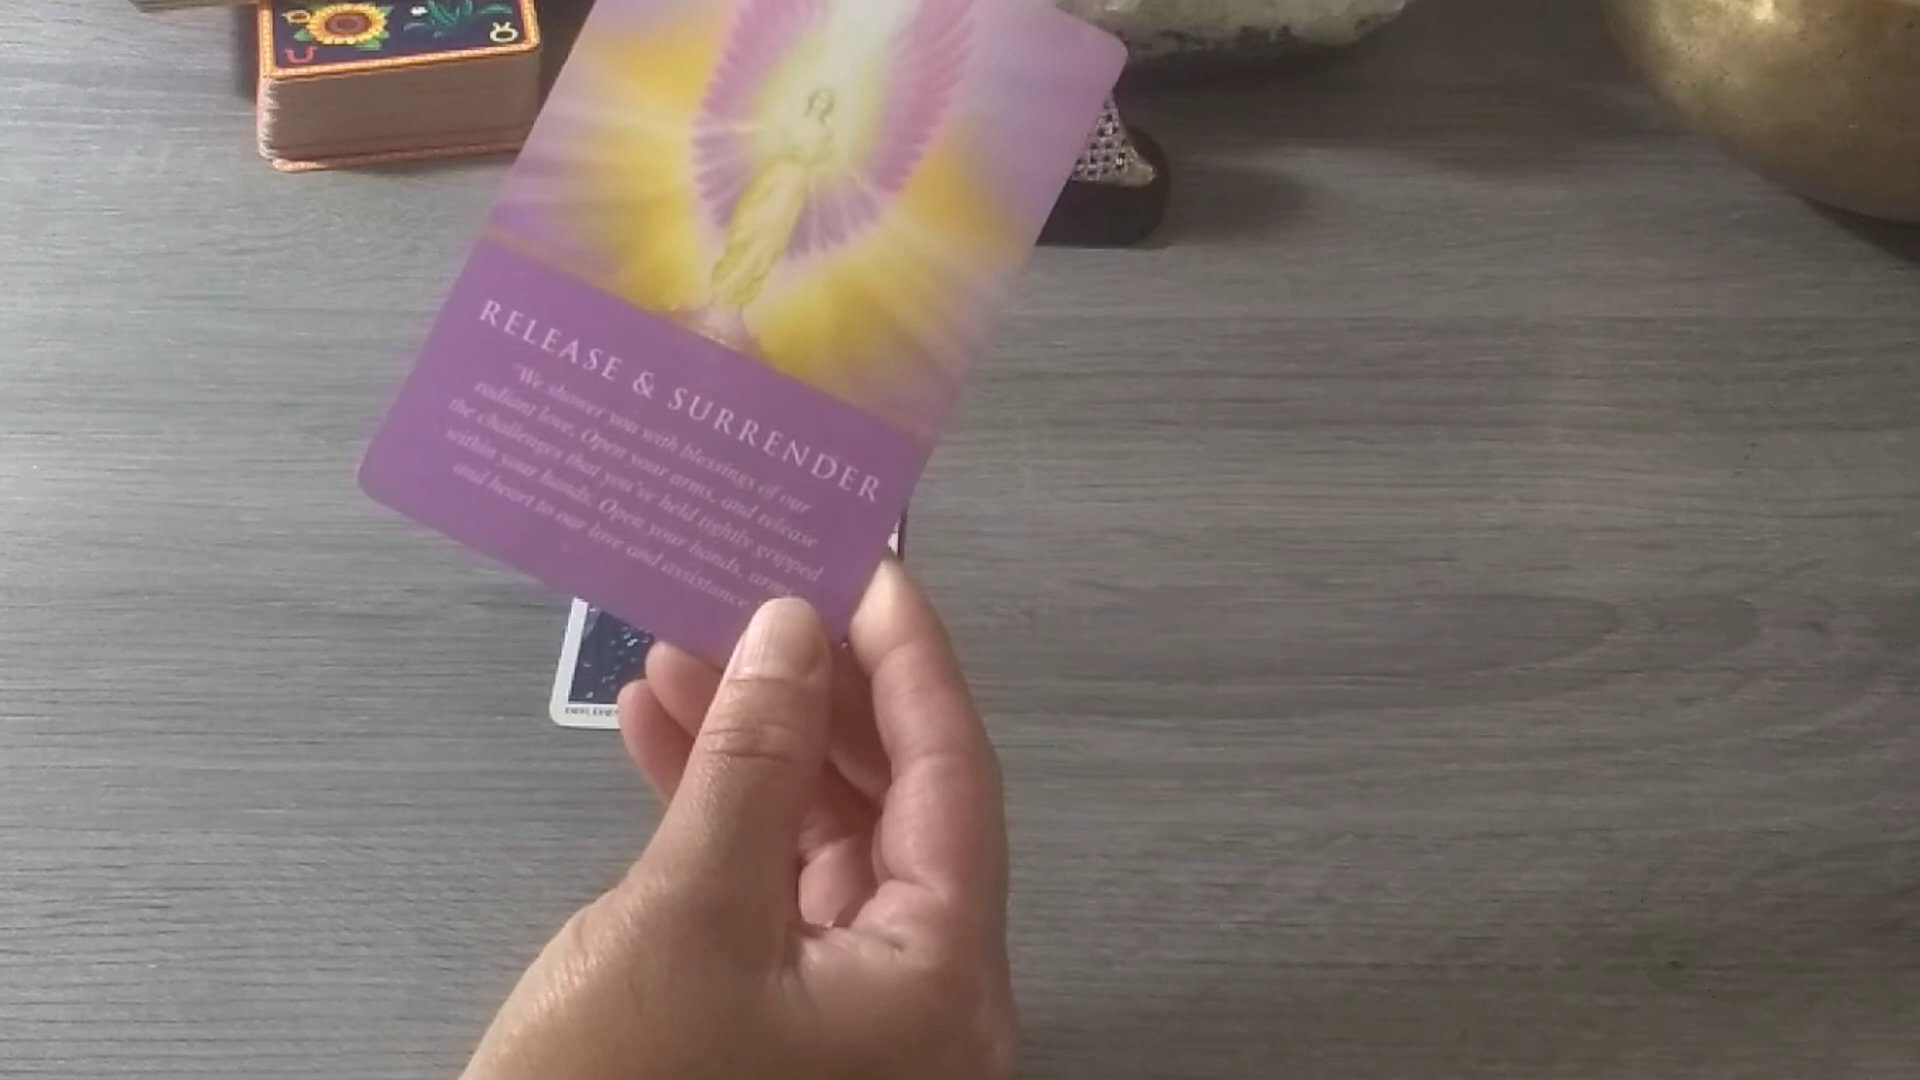 RELEASE & SURRENDER
"We shower you with blessings of our
radiant love. Open your arms, and release
the challenges that you've held tightly gripped
within your hands. Open your hands, arms,
and heart to our love and assistance."